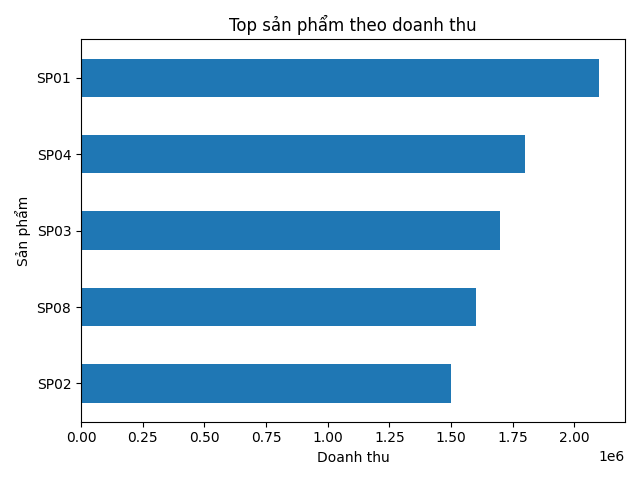 Top sản phẩm theo doanh thu
SP01
SP04
SP03
SP08
SP02
Sản phẩm
0.00 0.25 0.50 0.75 1.00 1.25 1.50 1.75 2.00
1e6
Doanh thu